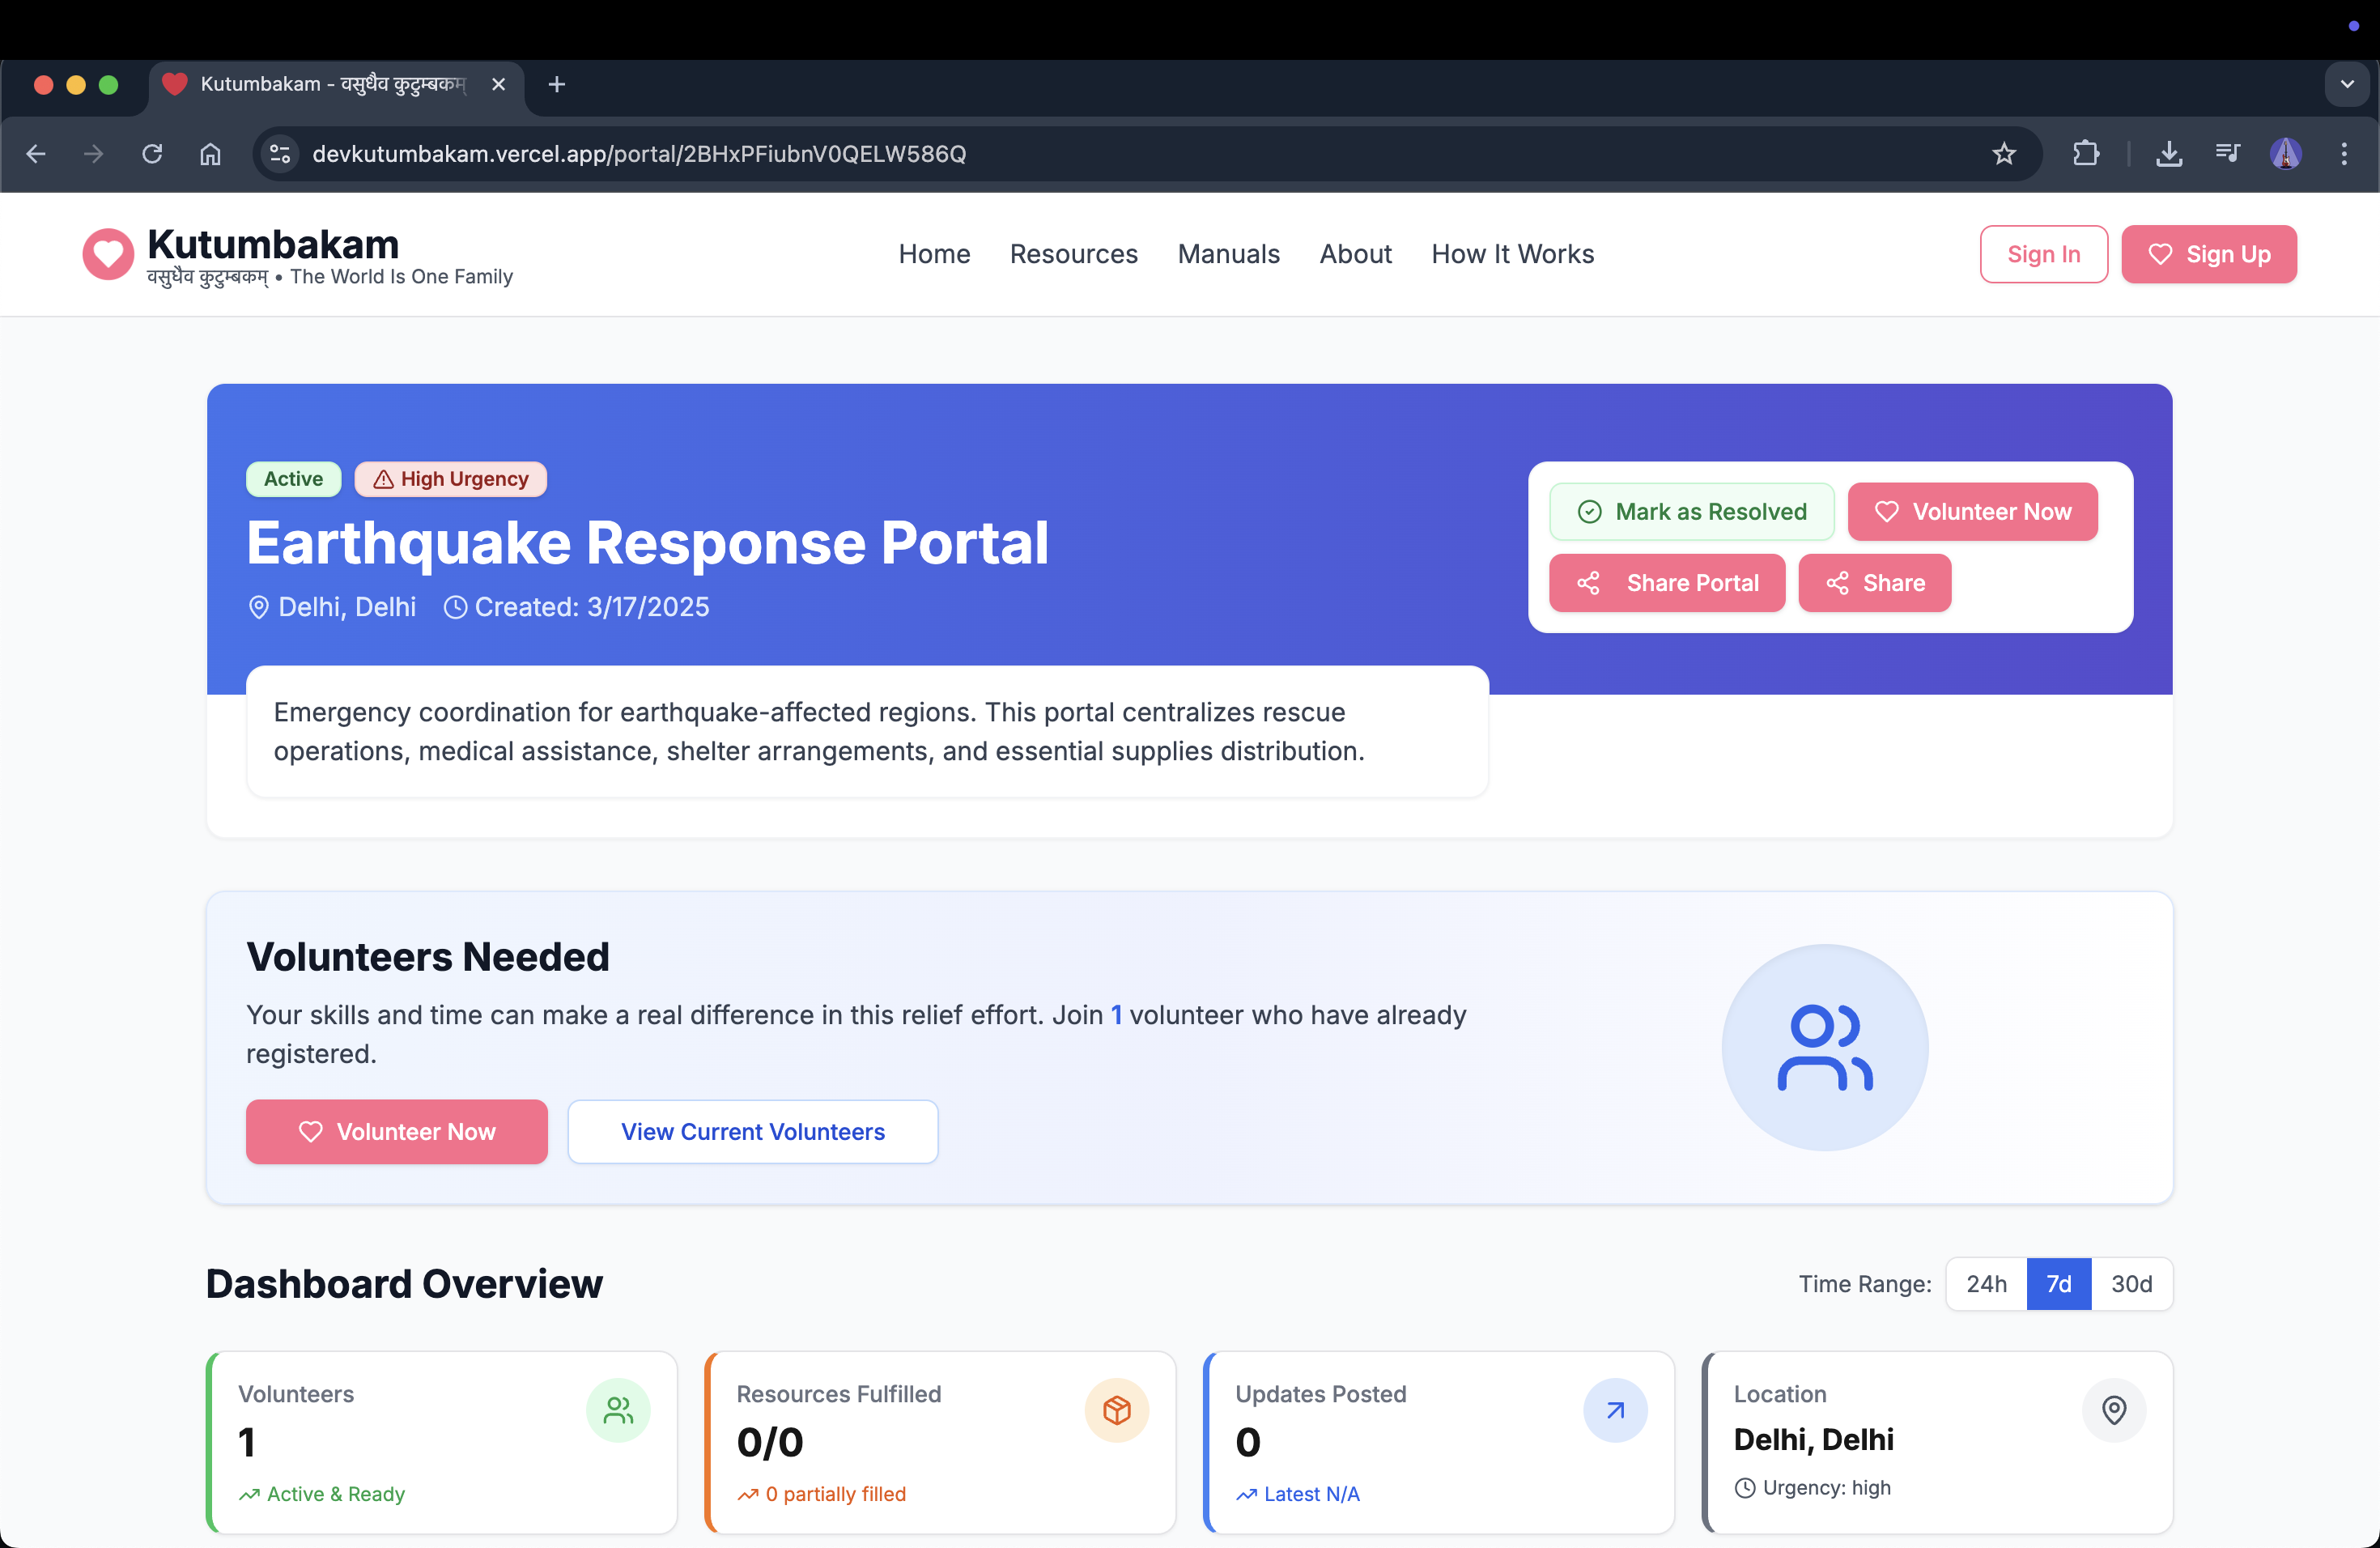 Kutumbakam - वसुधैव कुटुम्बकम्
devkutumbakam.vercel.app/portal/2BHxPFiubnV0QELW586Q
Kutumbakam
वसुधैव कुटुम्बकम् • The World Is One Family
Home
Resources
Manuals
About
How It Works
Sign In
Sign Up
Active
High Urgency
Earthquake Response Portal
Delhi, Delhi
Created: 3/17/2025
Mark as Resolved
Volunteer Now
Share Portal
Share
Emergency coordination for earthquake-affected regions. This portal centralizes rescue
operations, medical assistance, shelter arrangements, and essential supplies distribution.
Volunteers Needed
Your skills and time can make a real difference in this relief effort. Join 1 volunteer who have already
registered.
Volunteer Now
View Current Volunteers
Dashboard Overview
Time Range:
24h
7d
30d
Volunteers
1
Active & Ready
Resources Fulfilled
0/0
0 partially filled
Updates Posted
0
Latest N/A
Location
Delhi, Delhi
Urgency: high